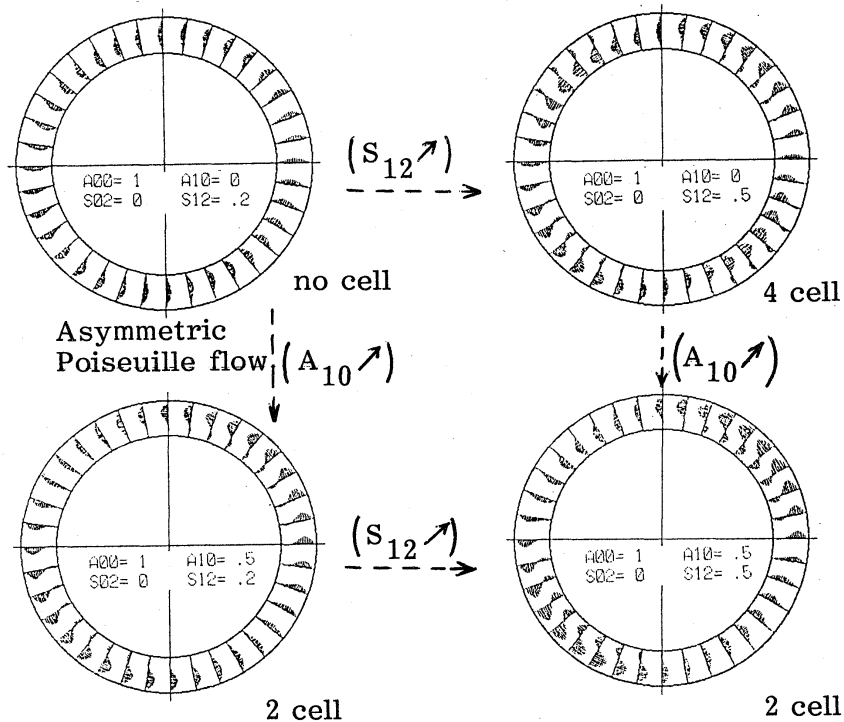 A00= 1 A10= 0
S02= 0 S12= .2
(S12↗)
A00= 1 A10= 0
S02= 0 S12= .5
no cell
4 cell
Asymmetric
Poiseuille flow (A10↗)
(A10↗)
A00= 1 A10= .5
S02= 0 S12= .2
(S12↗)
A00= 1 A10= .5
S02= 0 S12= .5
2 cell
2 cell